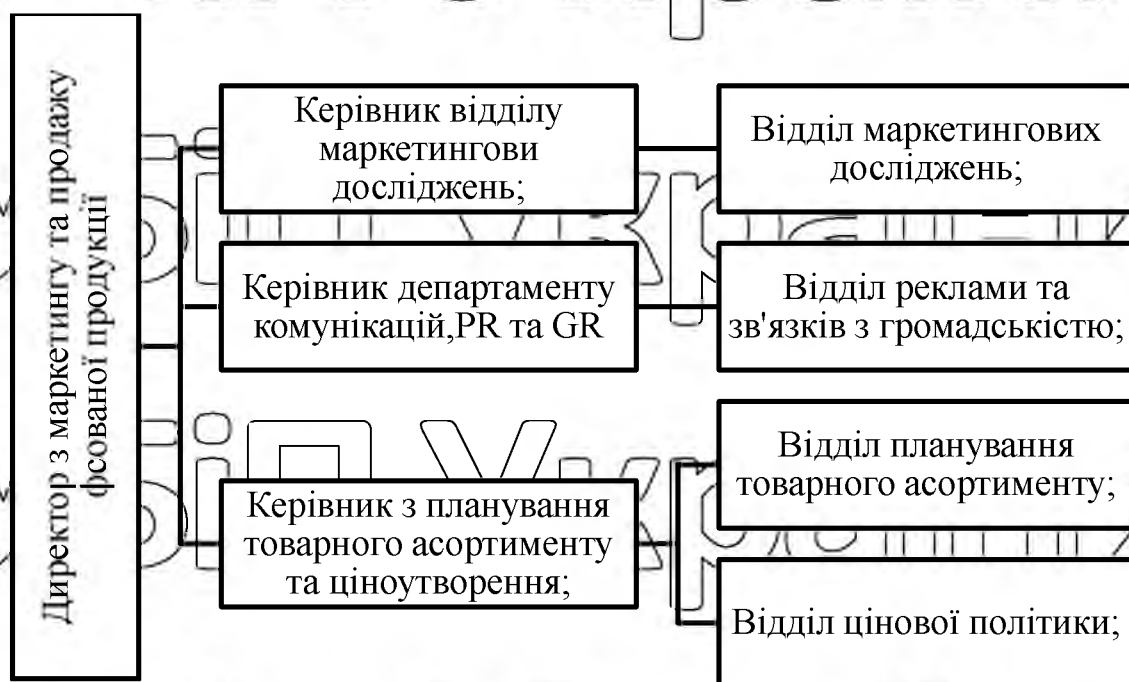 Директор з маркетингу та продажу
фсованої продукції
Керівник відділу
маркетингови
досліджень;
Відділ маркетингових
досліджень;
Керівник департаменту
комунікацій,PR та GR
Відділ реклами та
зв'язків з громадськістю;
Керівник з планування
товарного асортименту
та ціноутворення;
Відділ планування
товарного асортименту;
Відділ цінової політики;